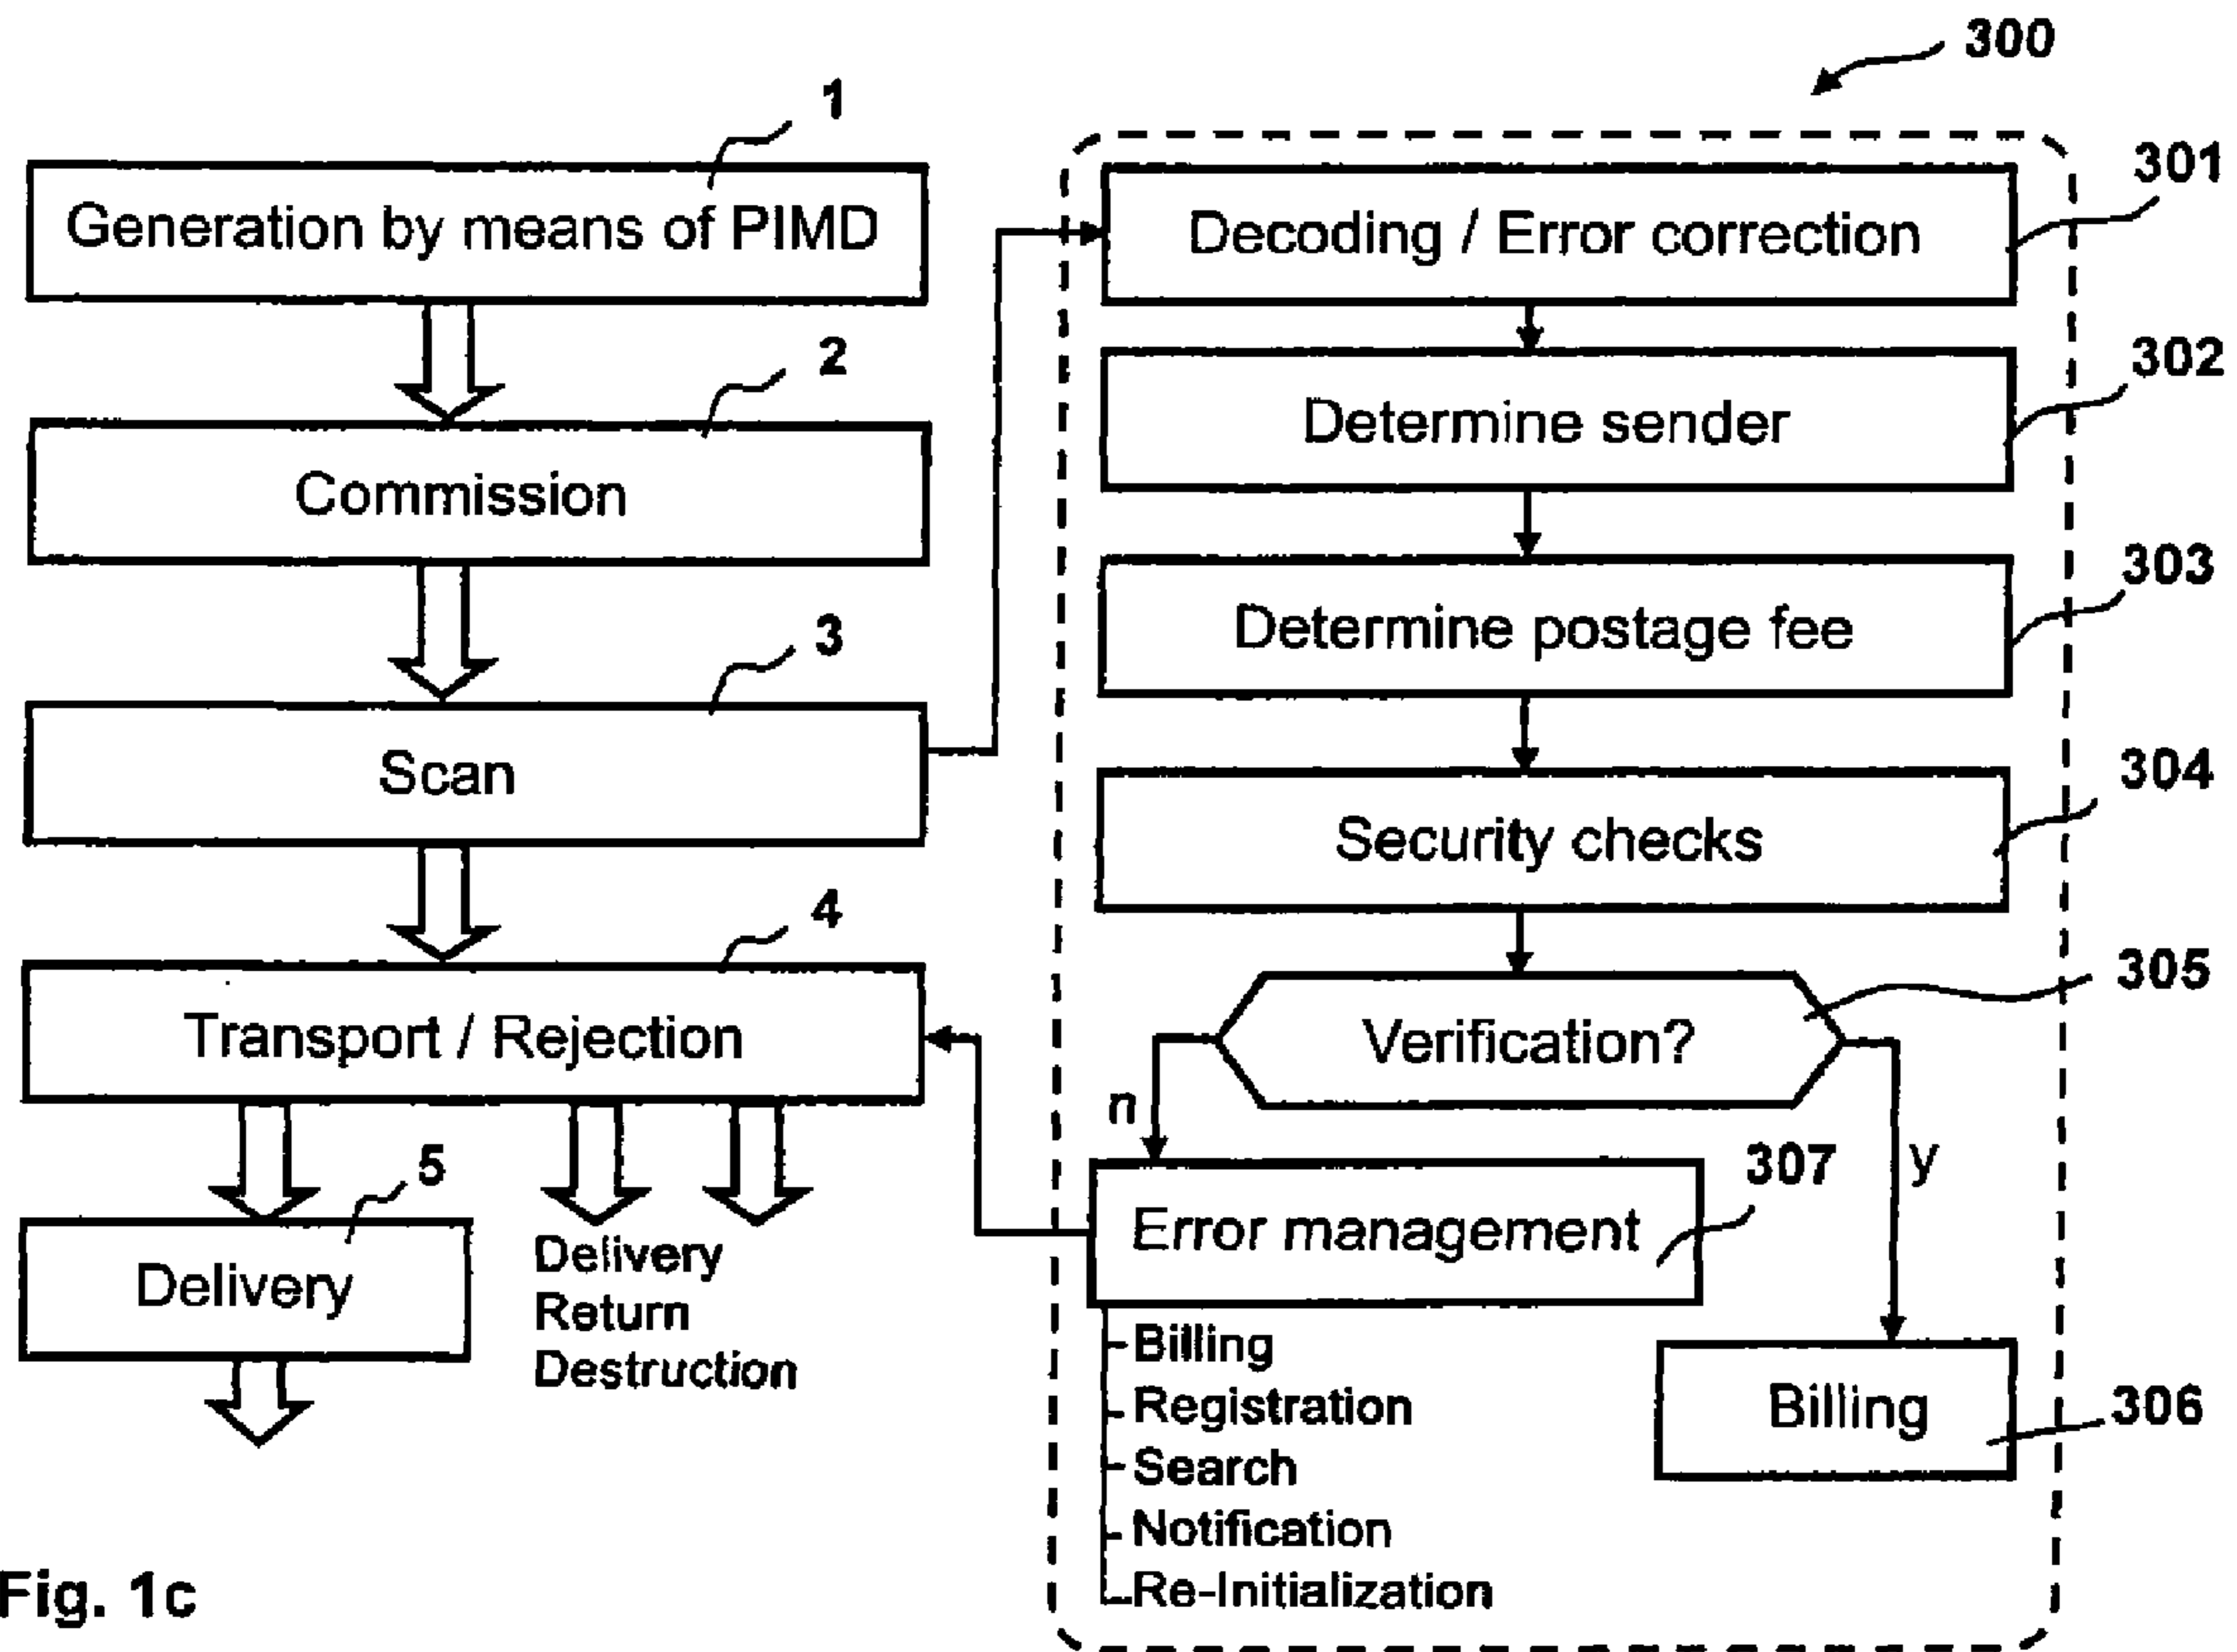 300
1
Generation by means of PIMD
2
Commission
3
Scan
4
Transport / Rejection
5
Delivery
Delivery
Return
Destruction
301
Decoding / Error correction
302
Determine sender
303
Determine postage fee
304
Security checks
305
Verification?
n
y
307
Error management
Billing
Registration
Search
Notification
Re-Initialization
Billing
306
Fig. 1c